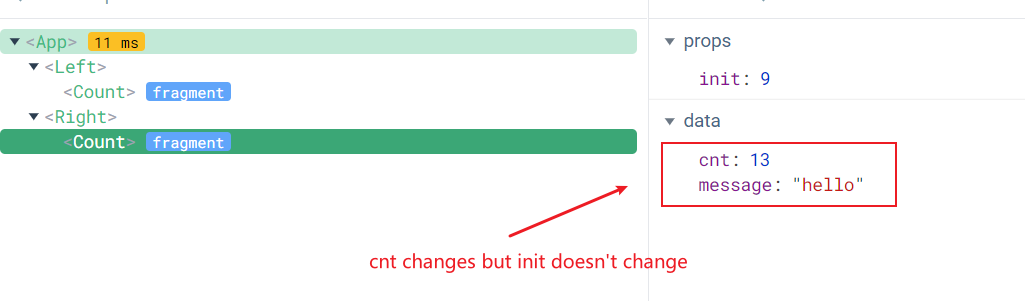 <App> 11 ms
<Left>
<Count> fragment
<Right>
<Count> fragment
props
init: 9
data
cnt: 13
message: "hello"
cnt changes but init doesn't change